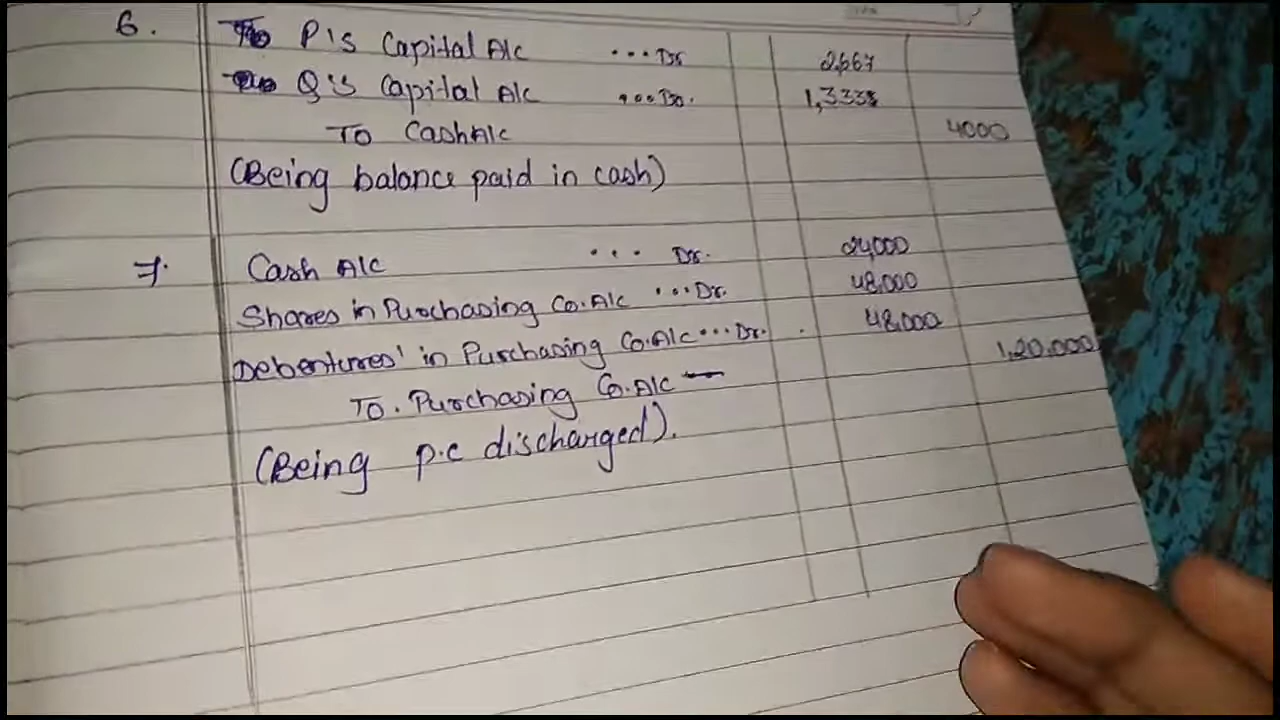 6. To P's Capital A/c ...Dr 2,667
Q's Capital A/c ...Dr. 1,333
To Cash A/c 4000
(Being balance paid in cash)
7. Cash A/c ... Dr. 24,000
Shares in Purchasing Co. A/c ...Dr. 48,000
Debentures' in Purchasing Co. A/c ...Dr. 48,000
To. Purchasing Co. A/c 1,20,000
(Being p.c discharged).